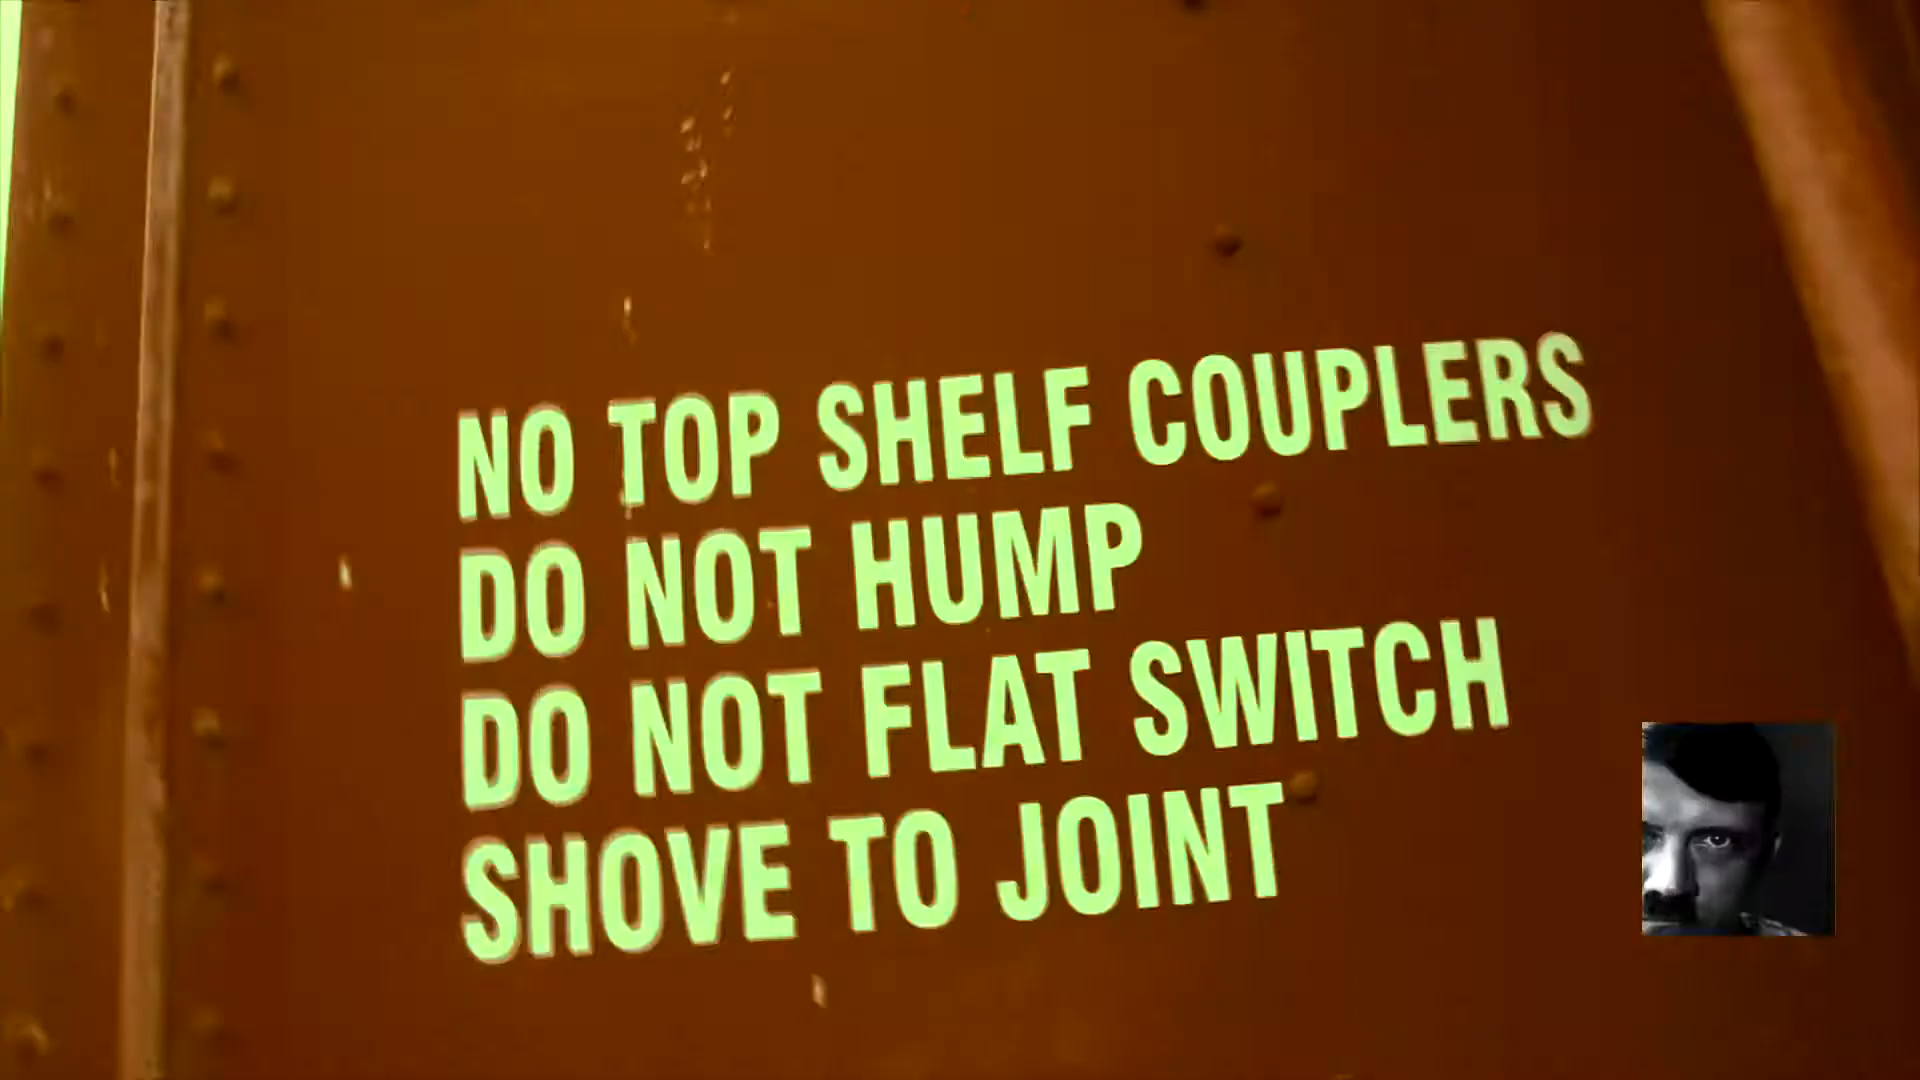 NO TOP SHELF COUPLERS
DO NOT HUMP
DO NOT FLAT SWITCH
SHOVE TO JOINT